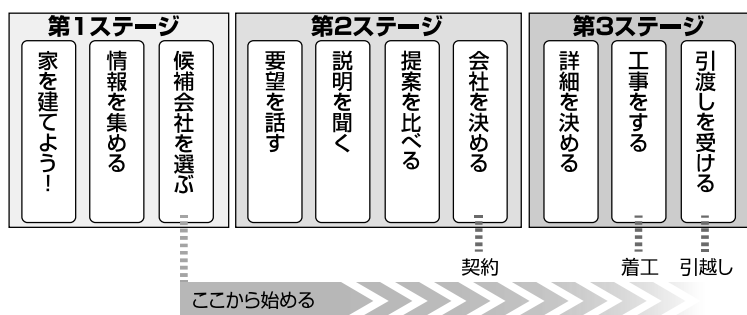 第1ステージ
家を建てよう！
情報を集める
候補会社を選ぶ
第2ステージ
要望を話す
説明を聞く
提案を比べる
会社を決める
第3ステージ
詳細を決める
工事をする
引渡しを受ける
契約
着工
引越し
ここから始める